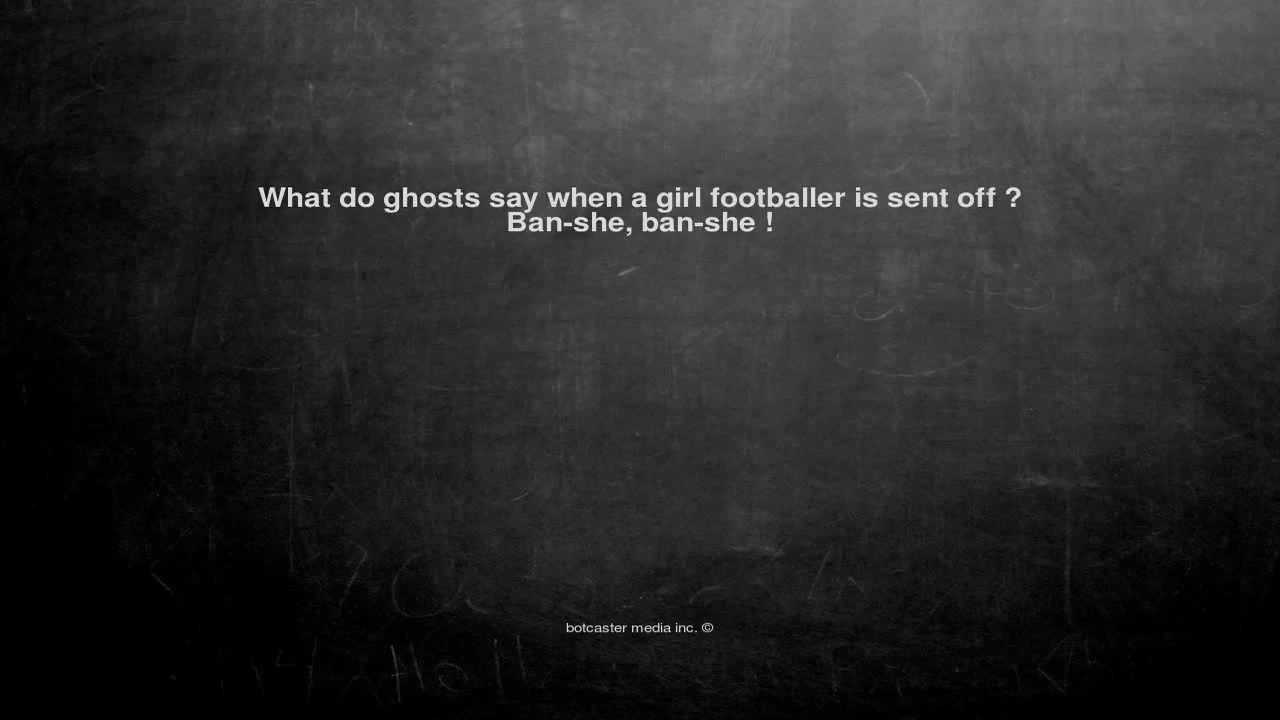 What do ghosts say when a girl footballer is sent off ?
Ban-she, ban-she !
botcaster media inc. ©